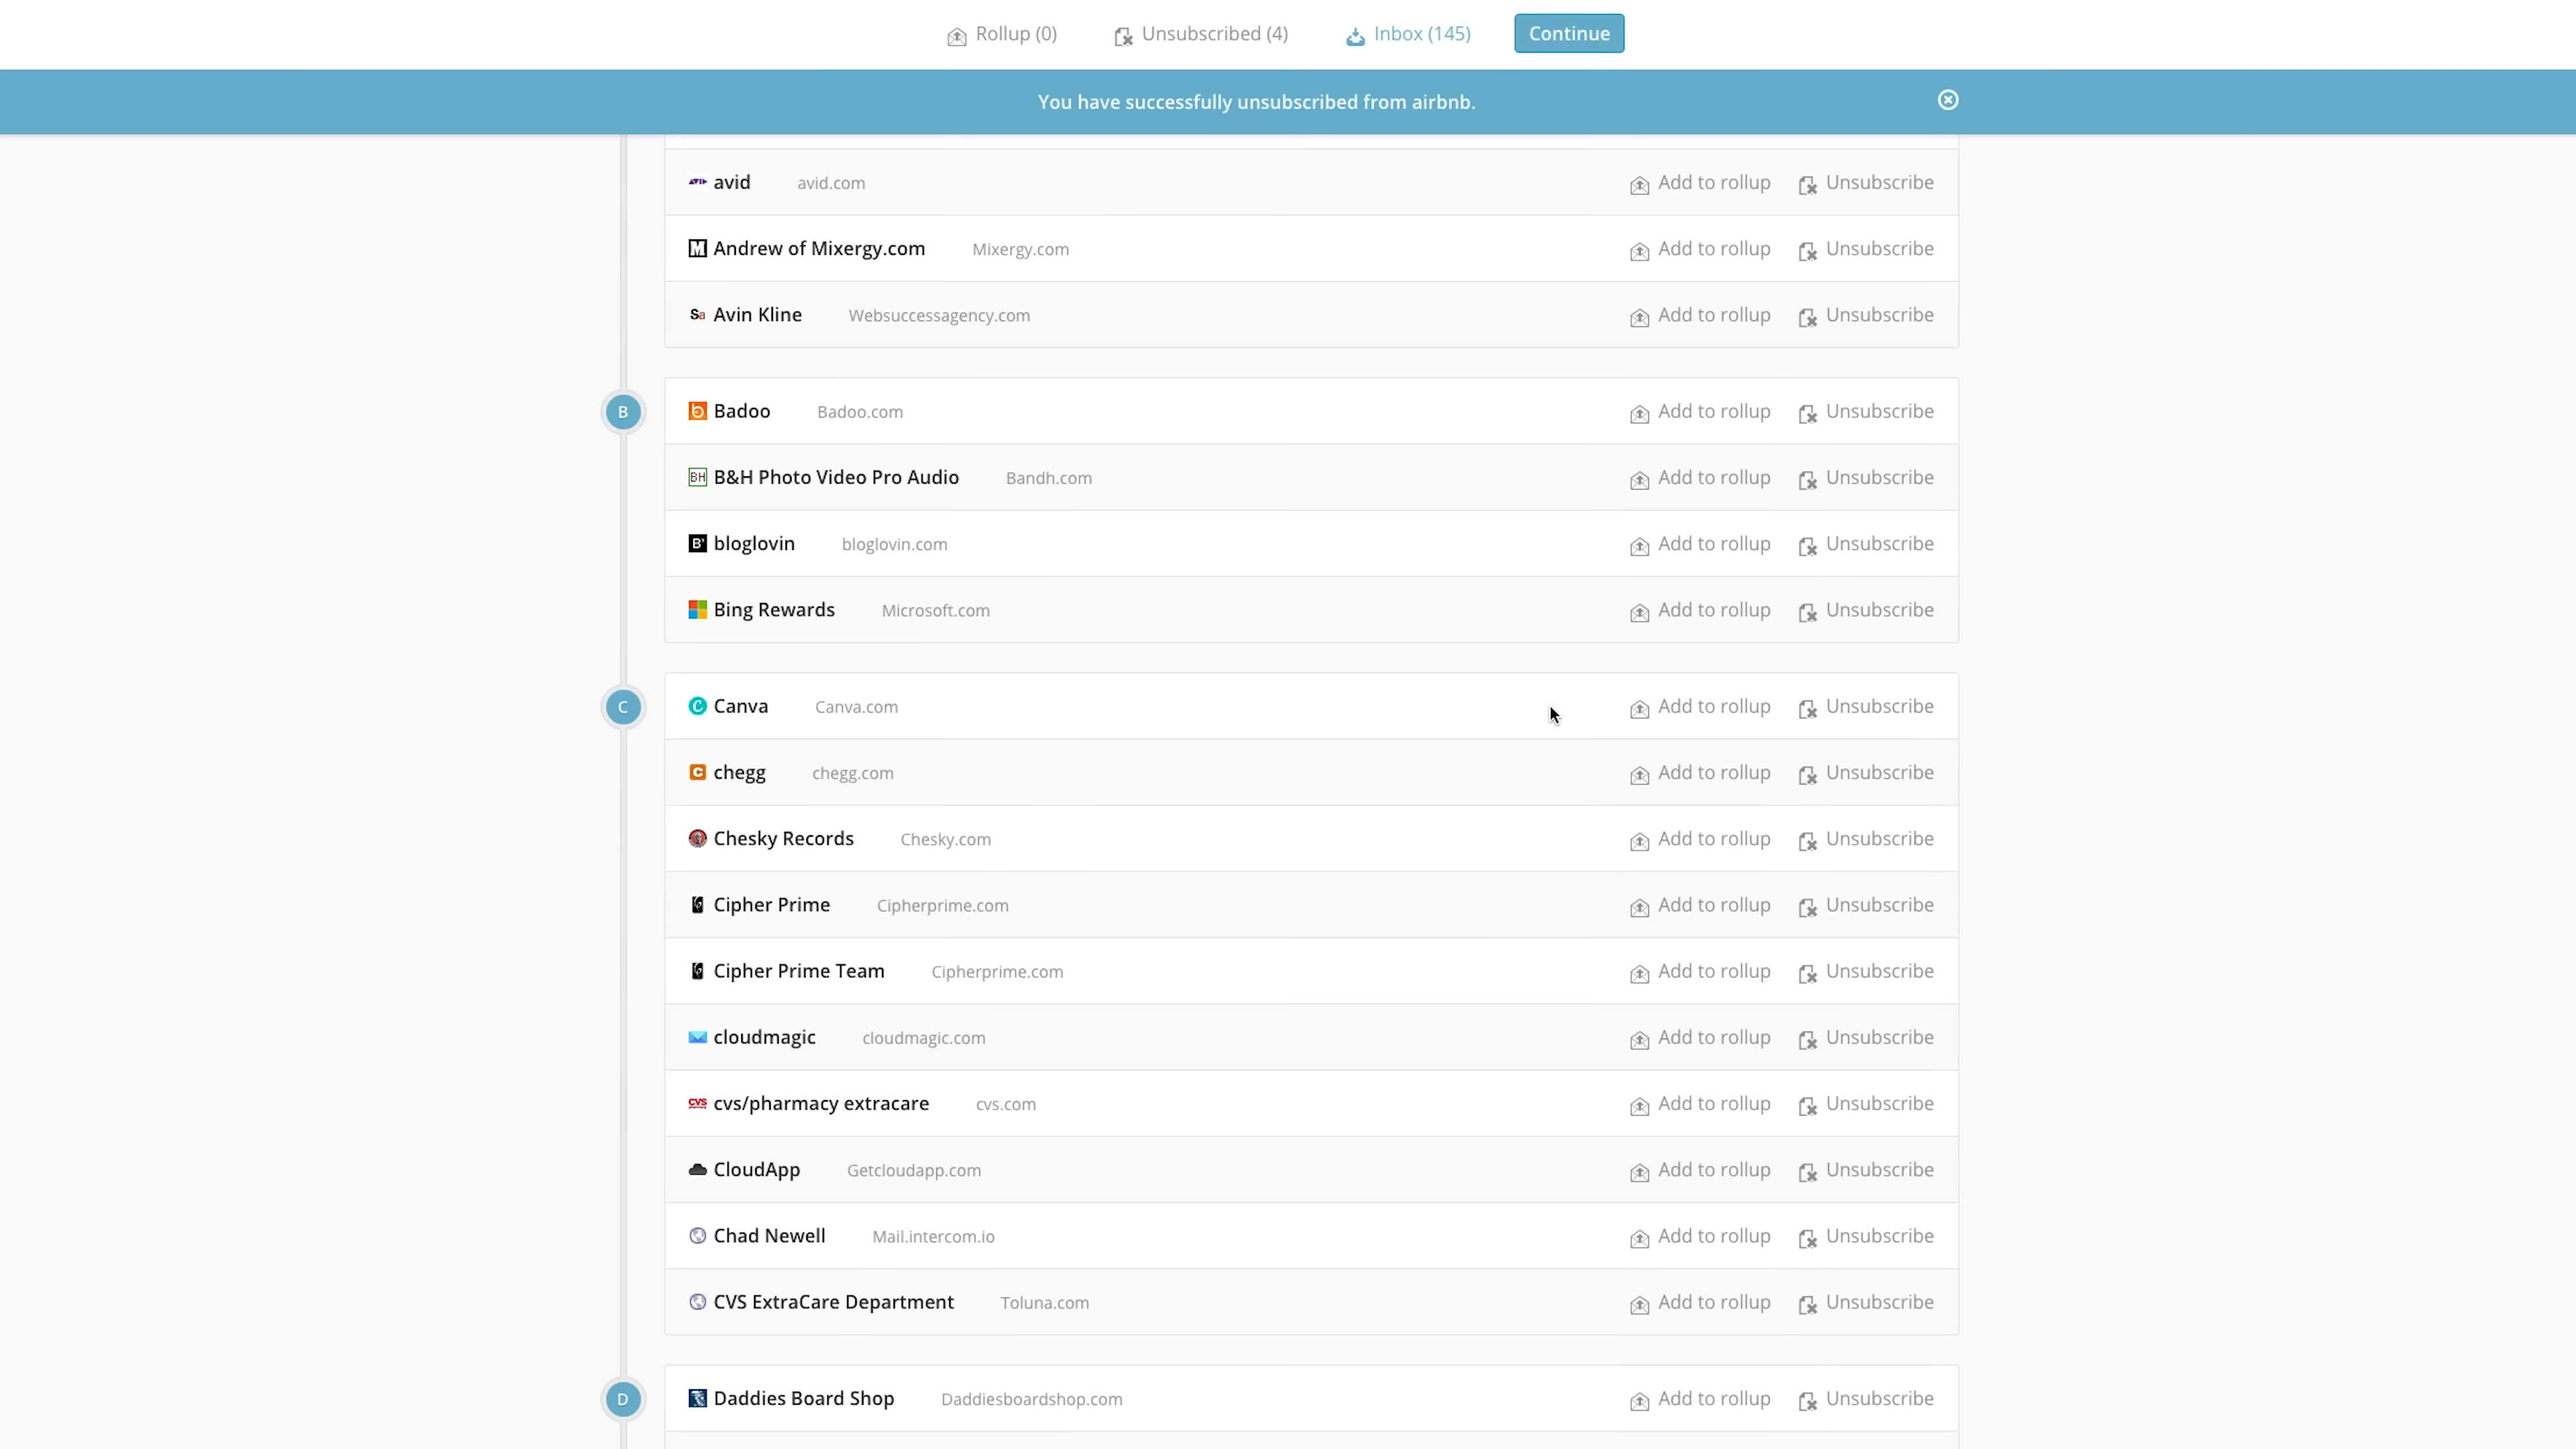 Rollup (0) Unsubscribed (4) Inbox (145) Continue
You have successfully unsubscribed from airbnb.
avid avid.com Add to rollup Unsubscribe
Andrew of Mixergy.com Mixergy.com Add to rollup Unsubscribe
Sa Avin Kline Websuccessagency.com Add to rollup Unsubscribe
B Badoo Badoo.com Add to rollup Unsubscribe
BH B&H Photo Video Pro Audio Bandh.com Add to rollup Unsubscribe
bloglovin bloglovin.com Add to rollup Unsubscribe
Bing Rewards Microsoft.com Add to rollup Unsubscribe
C Canva Canva.com Add to rollup Unsubscribe
chegg chegg.com Add to rollup Unsubscribe
Chesky Records Chesky.com Add to rollup Unsubscribe
Cipher Prime Cipherprime.com Add to rollup Unsubscribe
Cipher Prime Team Cipherprime.com Add to rollup Unsubscribe
cloudmagic cloudmagic.com Add to rollup Unsubscribe
CVS cvs/pharmacy extracare cvs.com Add to rollup Unsubscribe
CloudApp Getcloudapp.com Add to rollup Unsubscribe
Chad Newell Mail.intercom.io Add to rollup Unsubscribe
CVS ExtraCare Department Toluna.com Add to rollup Unsubscribe
D Daddies Board Shop Daddiesboardshop.com Add to rollup Unsubscribe